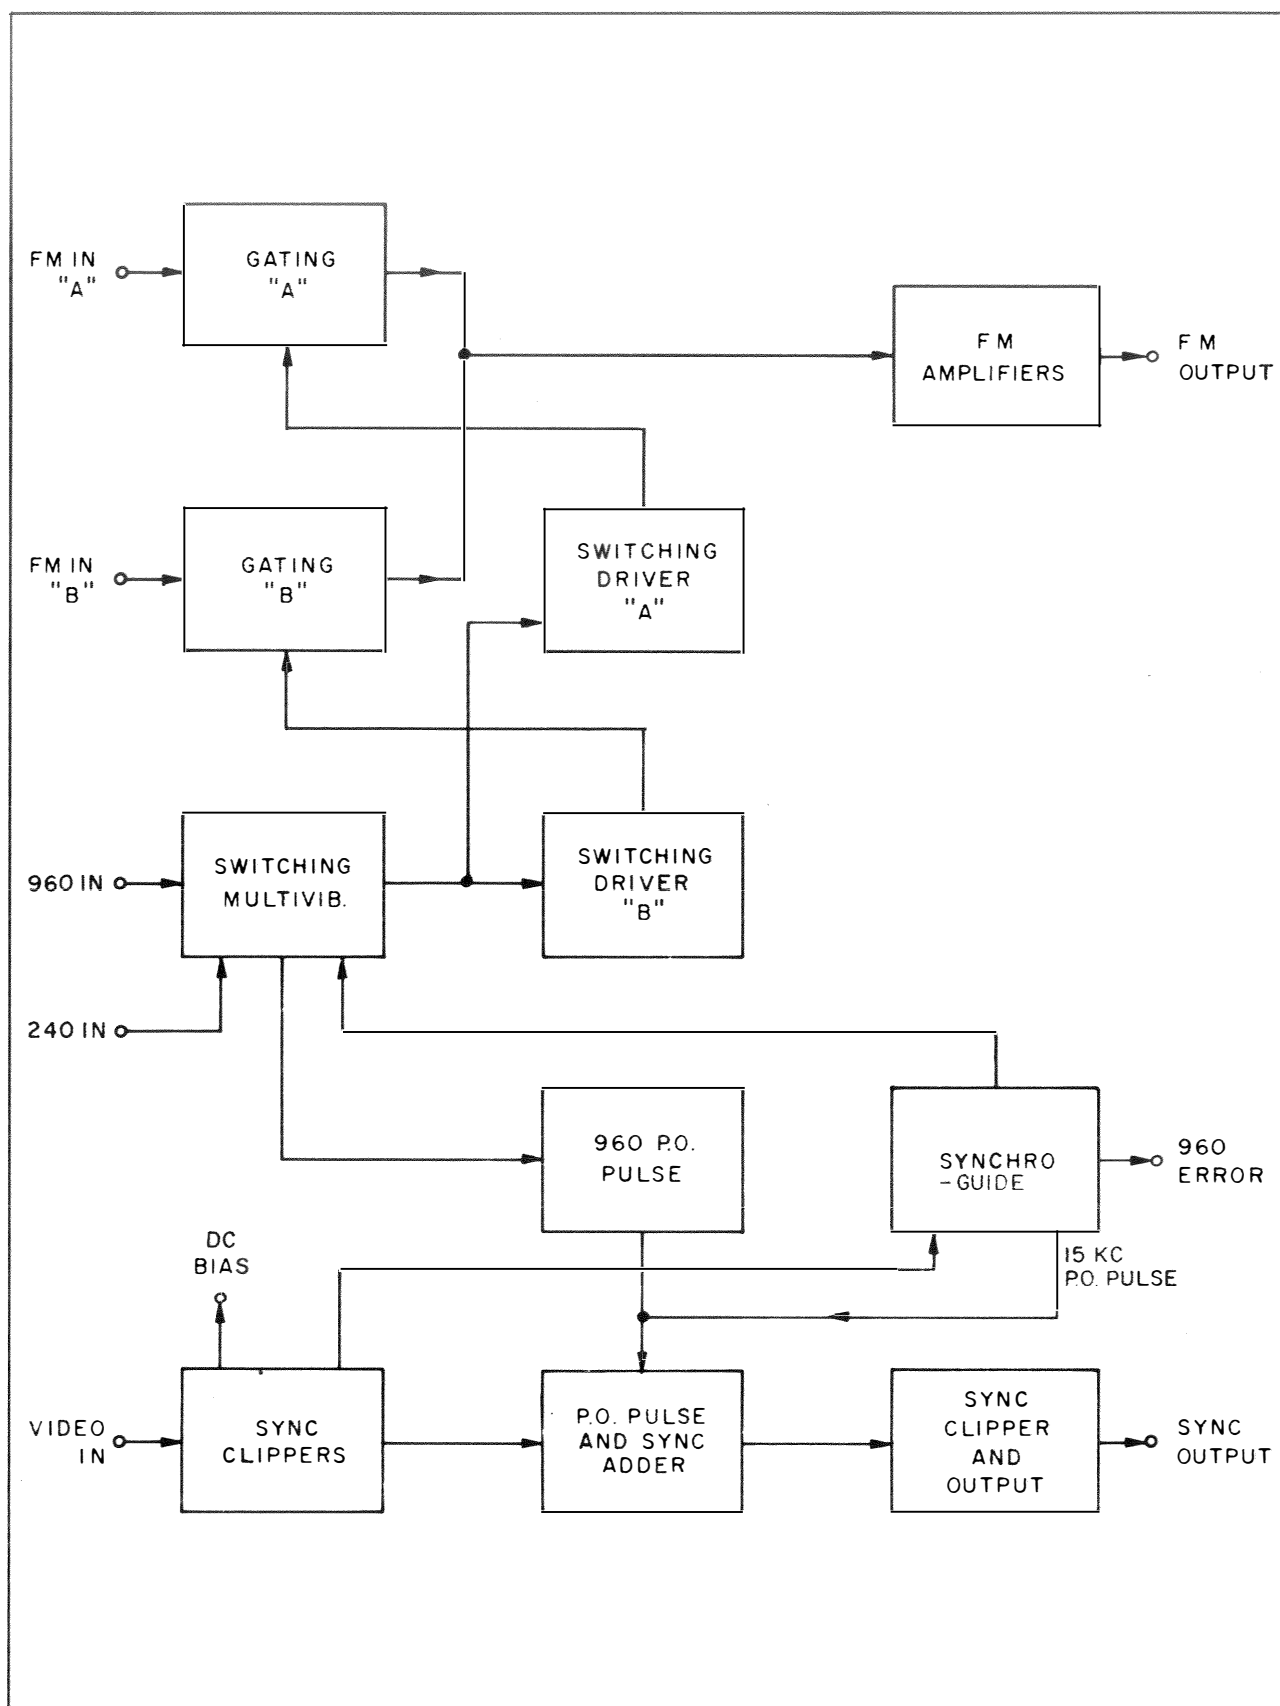 FM IN
"A"
GATING
"A"
FM
AMPLIFIERS
FM
OUTPUT
FM IN
"B"
GATING
"B"
SWITCHING
DRIVER
"A"
960 IN
SWITCHING
MULTIVIB.
SWITCHING
DRIVER
"B"
240 IN
960 P.O.
PULSE
SYNCHRO
-GUIDE
960
ERROR
DC
BIAS
15 KC
P.O. PULSE
VIDEO
IN
SYNC
CLIPPERS
P.O. PULSE
AND SYNC
ADDER
SYNC
CLIPPER
AND
OUTPUT
SYNC
OUTPUT